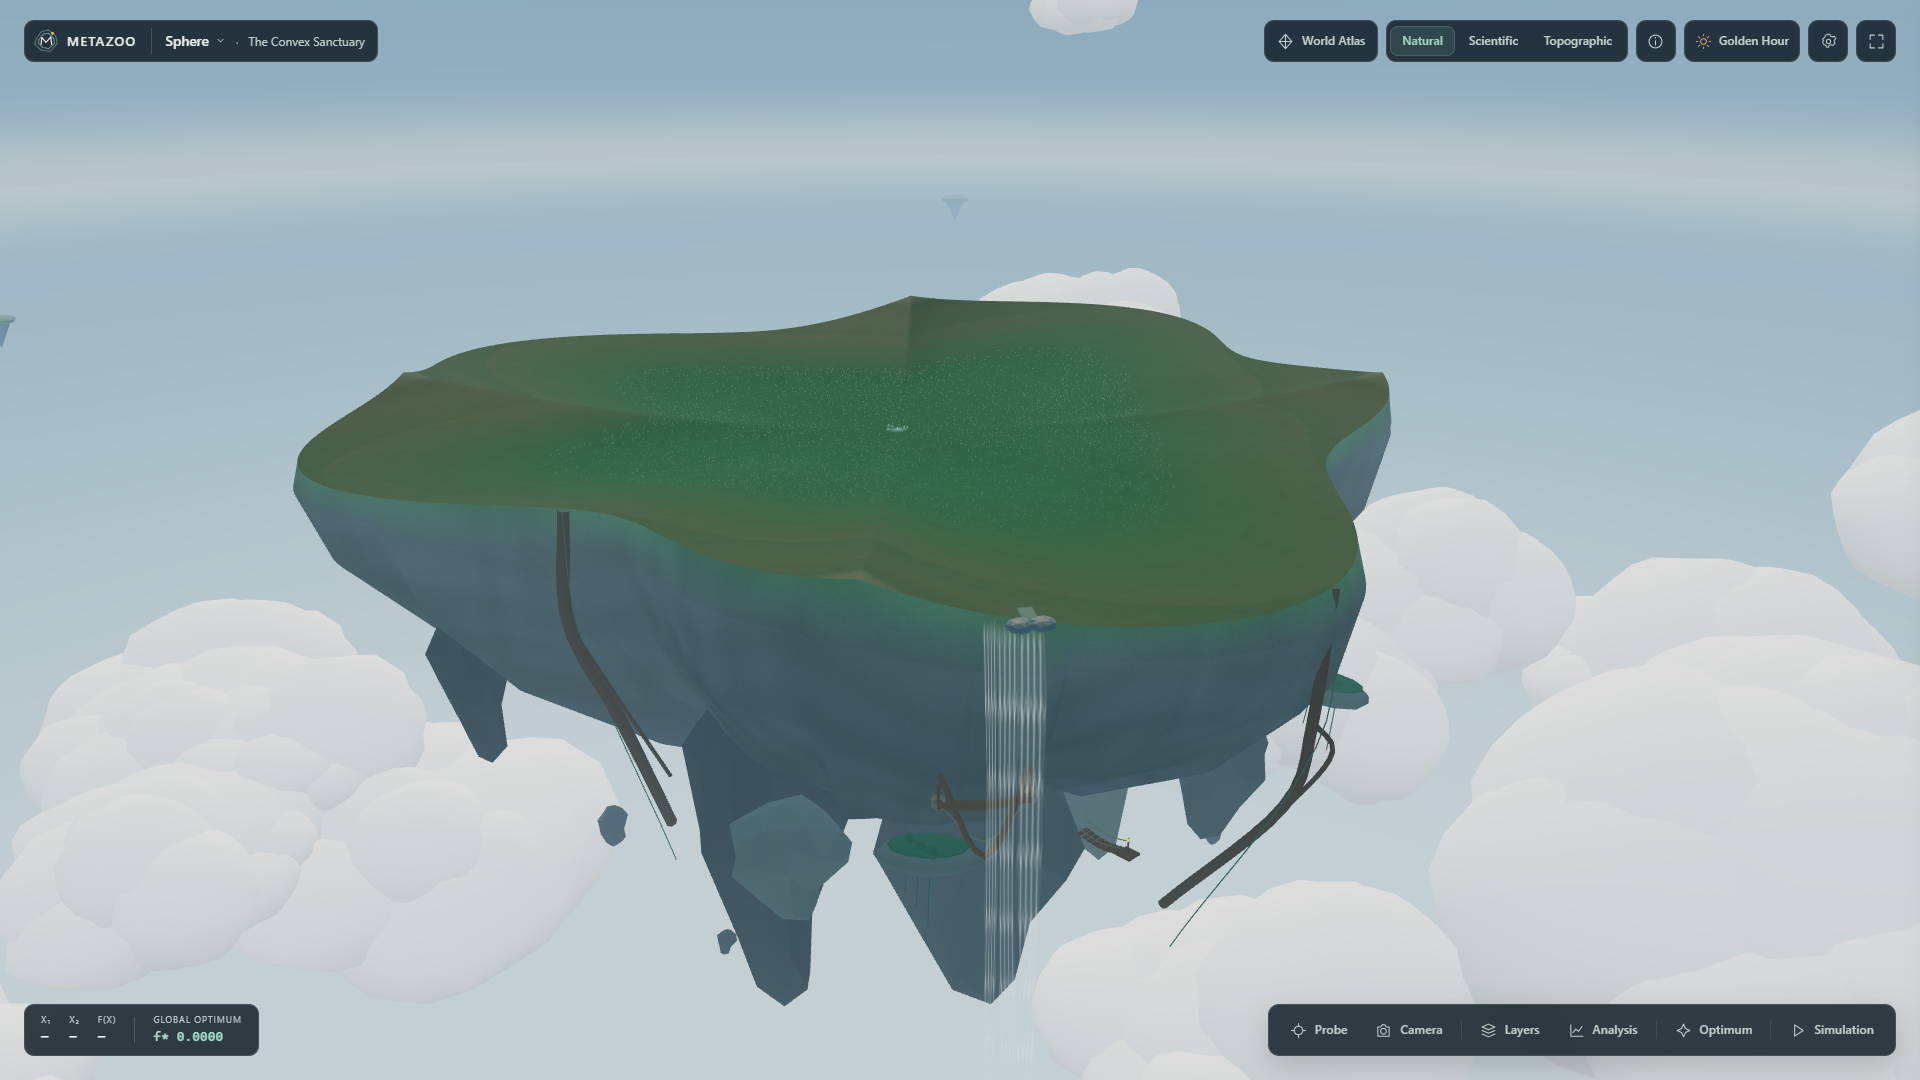 METAZOO Sphere · The Convex Sanctuary
World Atlas Natural Scientific Topographic Golden Hour
X₁ X₂ F(X) GLOBAL OPTIMUM
– – – f* 0.0000
Probe Camera Layers Analysis Optimum Simulation